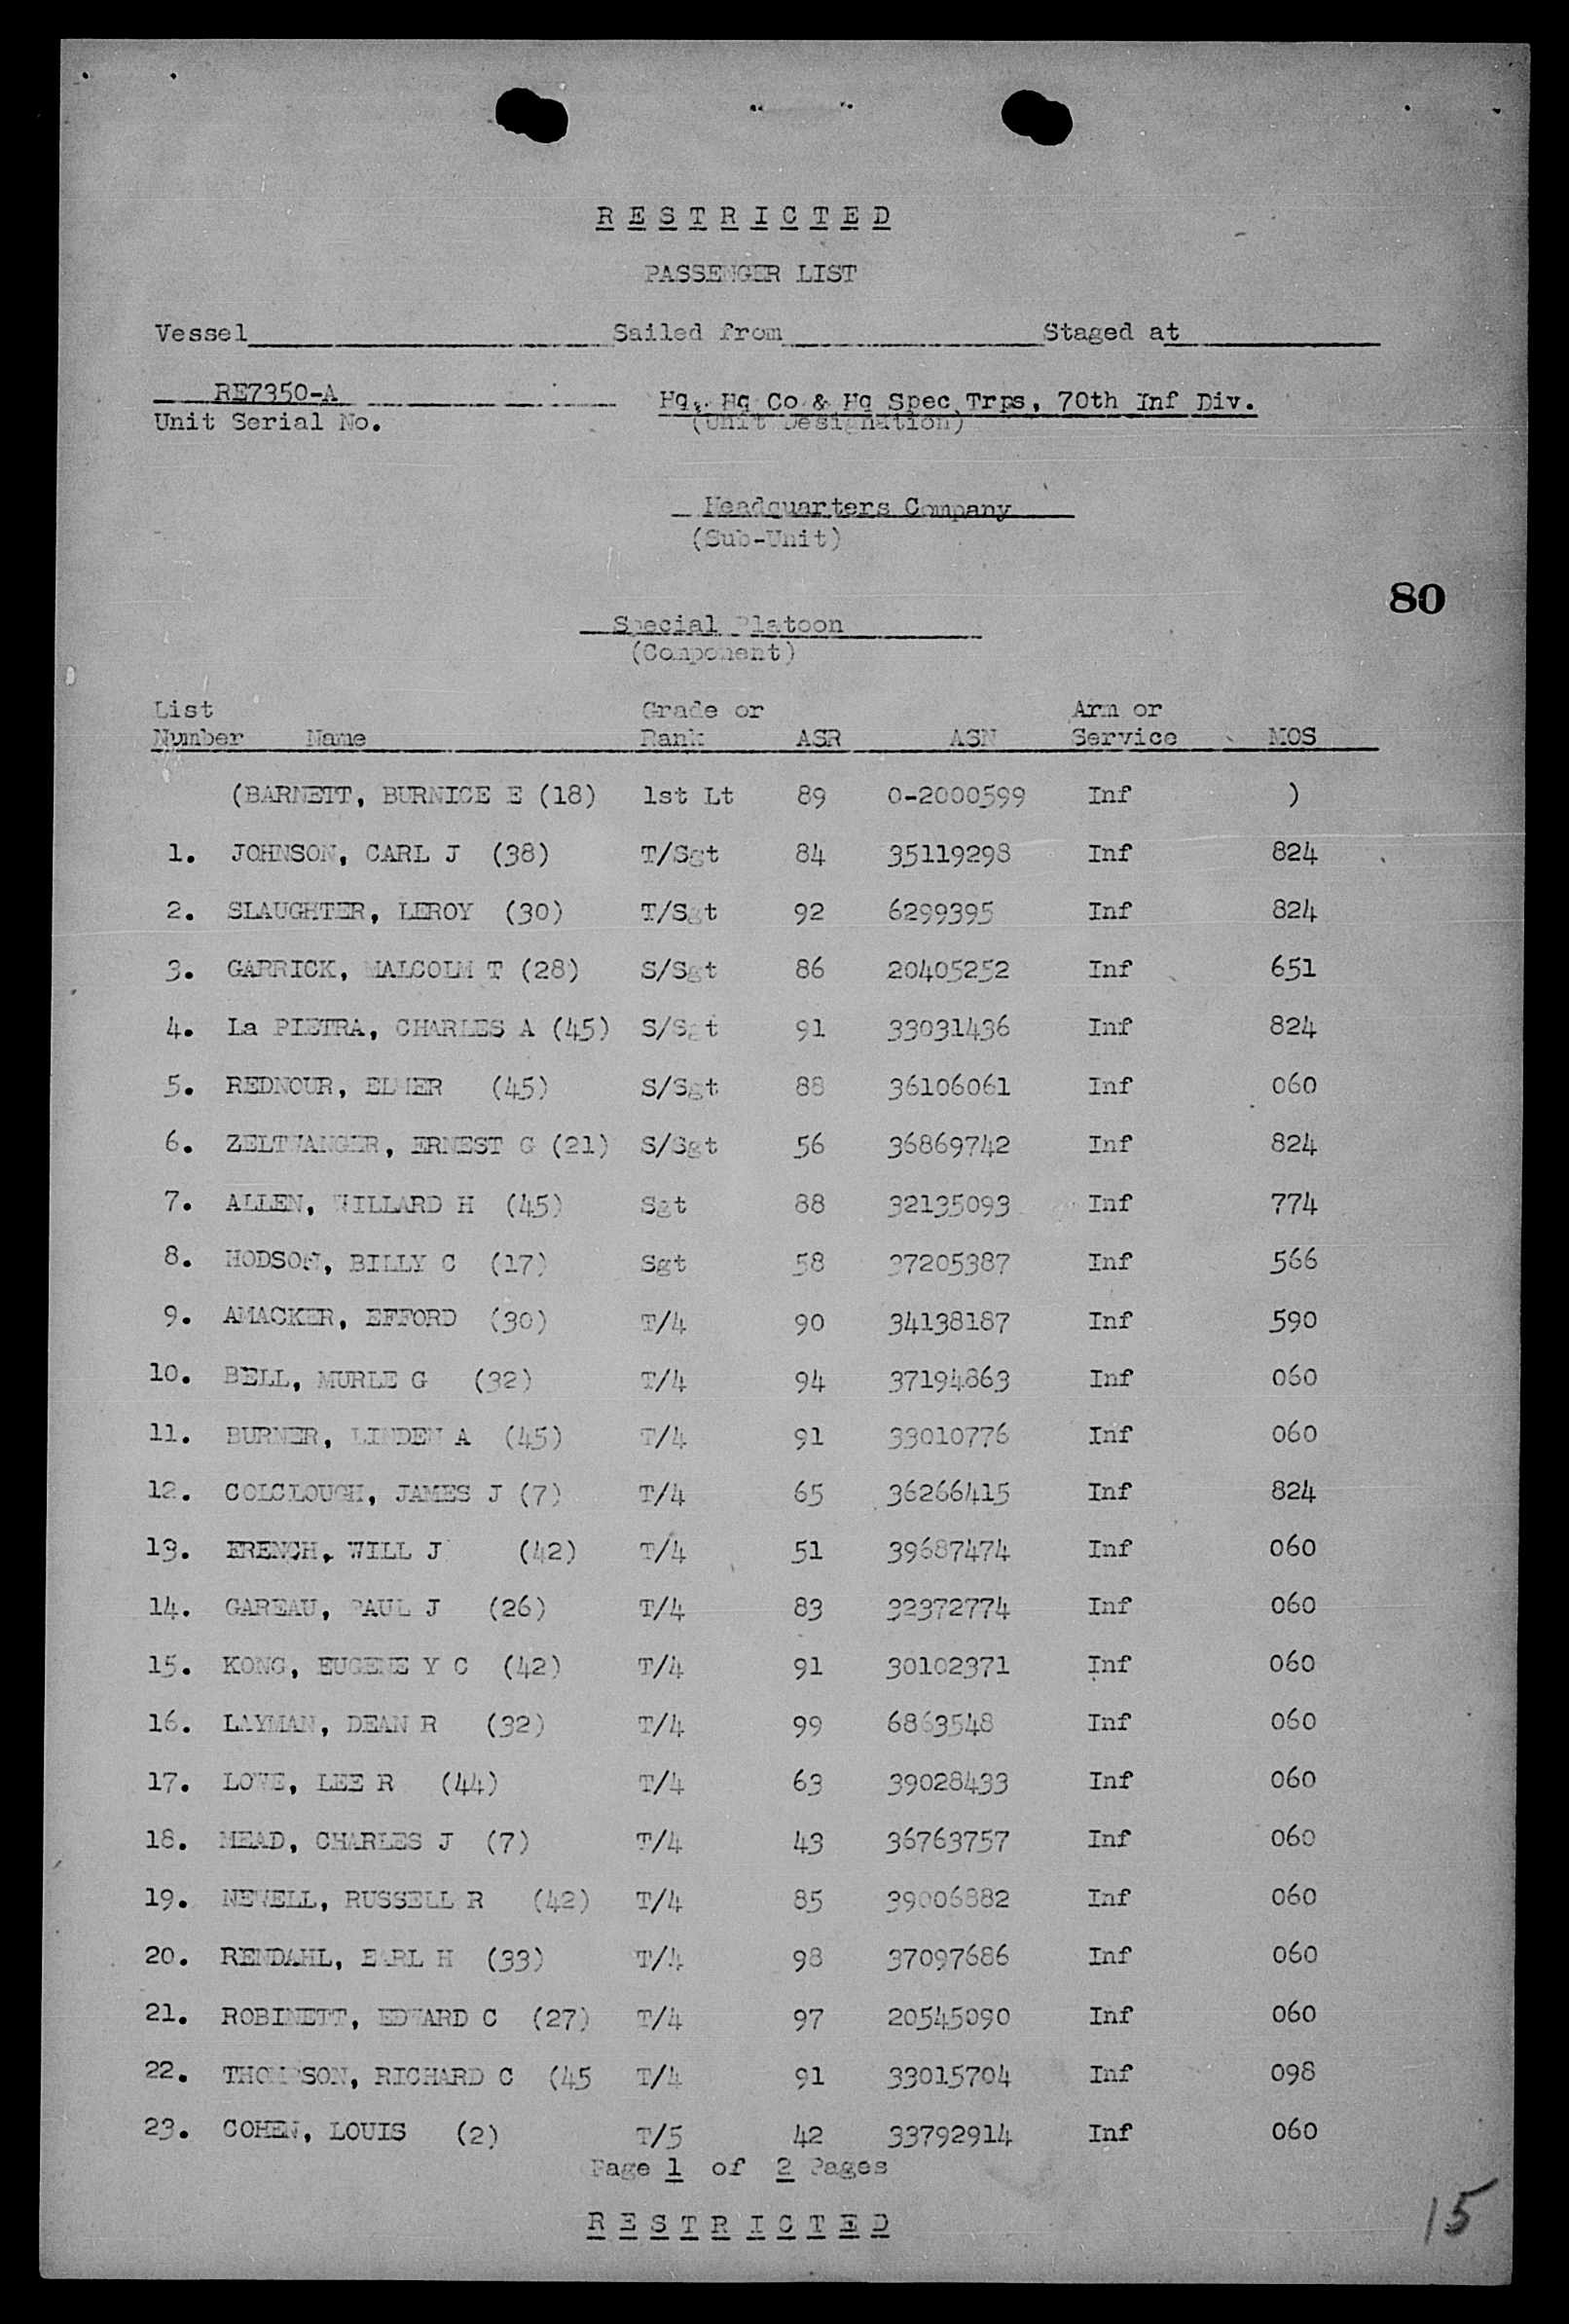 R E S T R I C T E D
PASSENGER LIST
Vessel Sailed from Staged at
RE7350-A Hq, Hq Co & Hq Spec Trps, 70th Inf Div.
Unit Serial No. (Unit Designation)
Headquarters Company
(Sub-Unit)
80
Special Platoon
(Component)
List Grade or Arm or
Number Name Rank ASR ASN Service MOS
(BARNETT, BURNICE E (18) 1st Lt 89 0-2000599 Inf )
1. JOHNSON, CARL J (38) T/Sgt 84 35119298 Inf 824
2. SLAUGHTER, LEROY (30) T/Sgt 92 6299395 Inf 824
3. GARRICK, MALCOLM T (28) S/Sgt 86 20405252 Inf 651
4. La PIETRA, CHARLES A (45) S/Sgt 91 33031436 Inf 824
5. REDNOUR, ELMER (45) S/Sgt 88 36106061 Inf 060
6. ZELTWANGER, ERNEST G (21) S/Sgt 56 36869742 Inf 824
7. ALLEN, WILLARD H (45) Sgt 88 32135093 Inf 774
8. HODSON, BILLY C (17) Sgt 58 37205387 Inf 566
9. AMACKER, EFFORD (30) T/4 90 34138187 Inf 590
10. BELL, MURLE G (32) T/4 94 37194863 Inf 060
11. BURNER, LINDEN A (45) T/4 91 33010776 Inf 060
12. COLCLOUGH, JAMES J (7) T/4 65 36266415 Inf 824
13. FRENCH, WILL J (42) T/4 51 39687474 Inf 060
14. GAREAU, PAUL J (26) T/4 83 32372774 Inf 060
15. KONG, EUGENE Y C (42) T/4 91 30102371 Inf 060
16. LAYMAN, DEAN R (32) T/4 99 6863548 Inf 060
17. LOWE, LEE R (44) T/4 63 39028433 Inf 060
18. MEAD, CHARLES J (7) T/4 43 36763757 Inf 060
19. NEWELL, RUSSELL R (42) T/4 85 39006882 Inf 060
20. RENDAHL, EARL H (33) T/4 98 37097686 Inf 060
21. ROBINETT, EDWARD C (27) T/4 97 20545090 Inf 060
22. THOMPSON, RICHARD C (45 T/4 91 33015704 Inf 098
23. COHEN, LOUIS (2) T/5 42 33792914 Inf 060
Page 1 of 2 Pages
R E S T R I C T E D
15